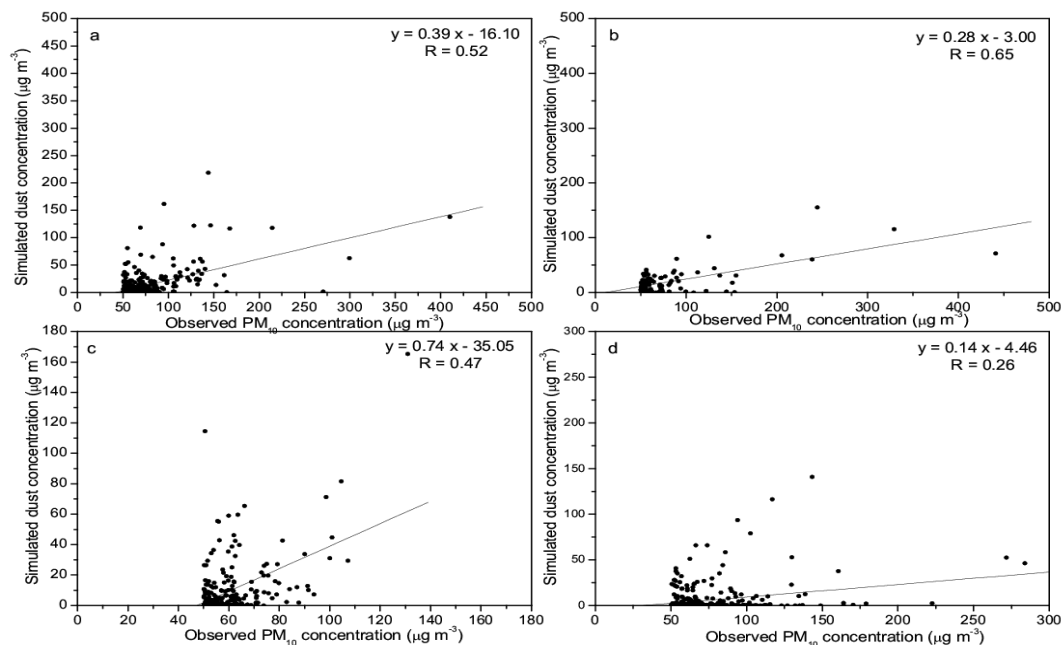 a
y = 0.39 x - 16.10
R = 0.52
500
450
400
350
300
250
200
150
100
50
0
Simulated dust concentration (µg m⁻³)
0 50 100 150 200 250 300 350 400 450 500
Observed PM₁₀ concentration (µg m⁻³)
b
y = 0.28 x - 3.00
R = 0.65
500
450
400
350
300
250
200
150
100
50
0
Simulated dust concentration (µg m⁻³)
0 100 200 300 400 500
Observed PM₁₀ concentration (µg m⁻³)
c
y = 0.74 x - 35.05
R = 0.47
180
160
140
120
100
80
60
40
20
0
Simulated dust concentration (µg m⁻³)
0 20 40 60 80 100 120 140 160 180
Observed PM₁₀ concentration (µg m⁻³)
d
y = 0.14 x - 4.46
R = 0.26
300
250
200
150
100
50
0
Simulated dust concentration (µg m⁻³)
0 50 100 150 200 250 300
Observed PM₁₀ concentration (µg m⁻³)